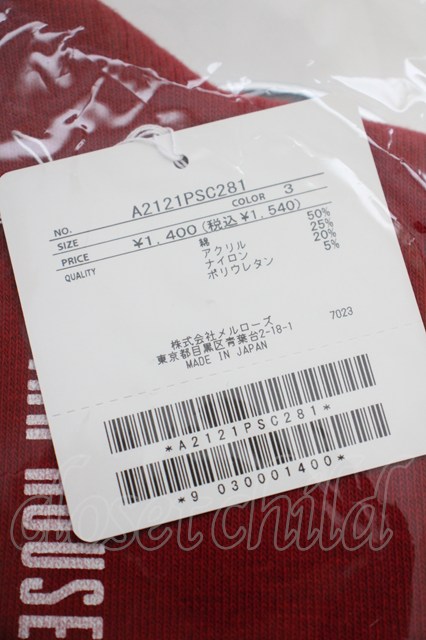 NO. A2121PSC281
SIZE COLOR 3
PRICE ¥1,400(税込¥1,540)
QUALITY 綿 50%
アクリル 25%
ナイロン 20%
ポリウレタン 5%
株式会社メルローズ 7023
東京都目黒区青葉台2-18-1
MADE IN JAPAN
*A2121PSC281*
*9 030001400*
closet child
HOUSE